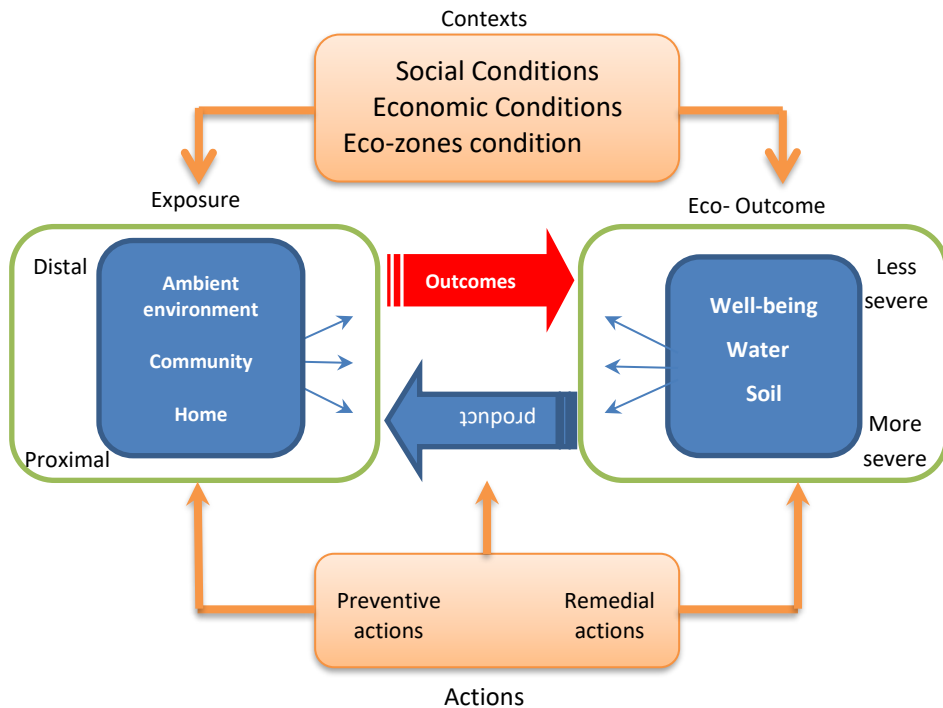 Contexts
Social Conditions
Economic Conditions
Eco-zones condition
Exposure
Eco- Outcome
Distal
Ambient
environment
Community
Home
Proximal
Outcomes
product
Less
severe
Well-being
Water
Soil
More
severe
Preventive
actions
Remedial
actions
Actions